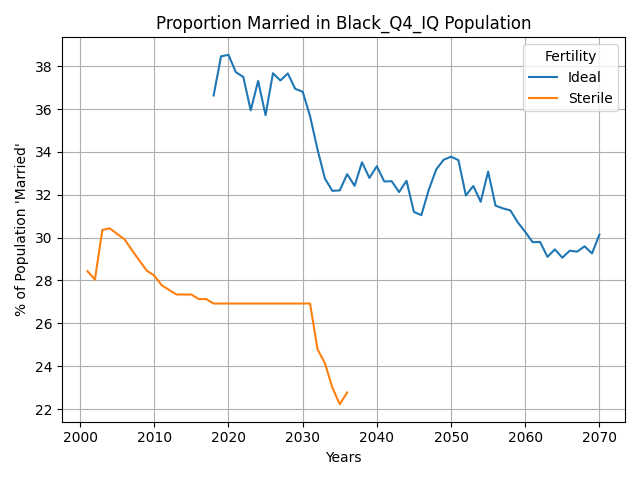 Proportion Married in Black_Q4_IQ Population
% of Population 'Married'
38
36
34
32
30
28
26
24
22
Fertility
Ideal
Sterile
2000 2010 2020 2030 2040 2050 2060 2070
Years